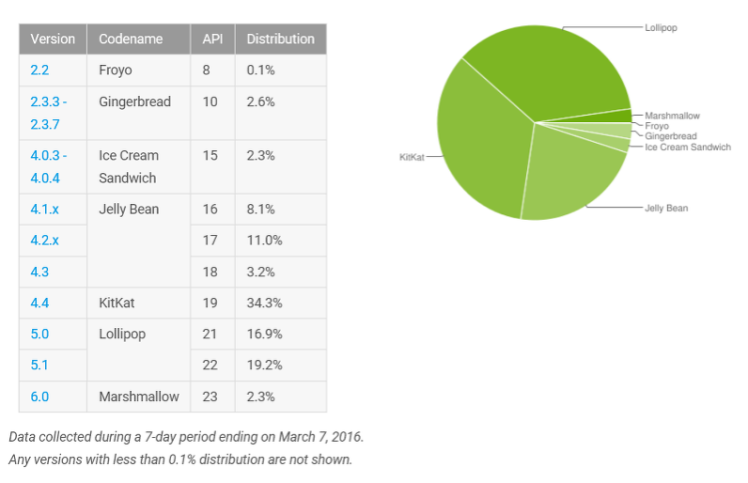 Version Codename API Distribution
2.2 Froyo 8 0.1%
2.3.3 - Gingerbread 10 2.6%
2.3.7
4.0.3 - Ice Cream 15 2.3%
4.0.4 Sandwich
4.1.x Jelly Bean 16 8.1%
4.2.x 17 11.0%
4.3 18 3.2%
4.4 KitKat 19 34.3%
5.0 Lollipop 21 16.9%
5.1 22 19.2%
6.0 Marshmallow 23 2.3%
Data collected during a 7-day period ending on March 7, 2016.
Any versions with less than 0.1% distribution are not shown.
Lollipop
Marshmallow
Froyo
Gingerbread
Ice Cream Sandwich
KitKat
Jelly Bean